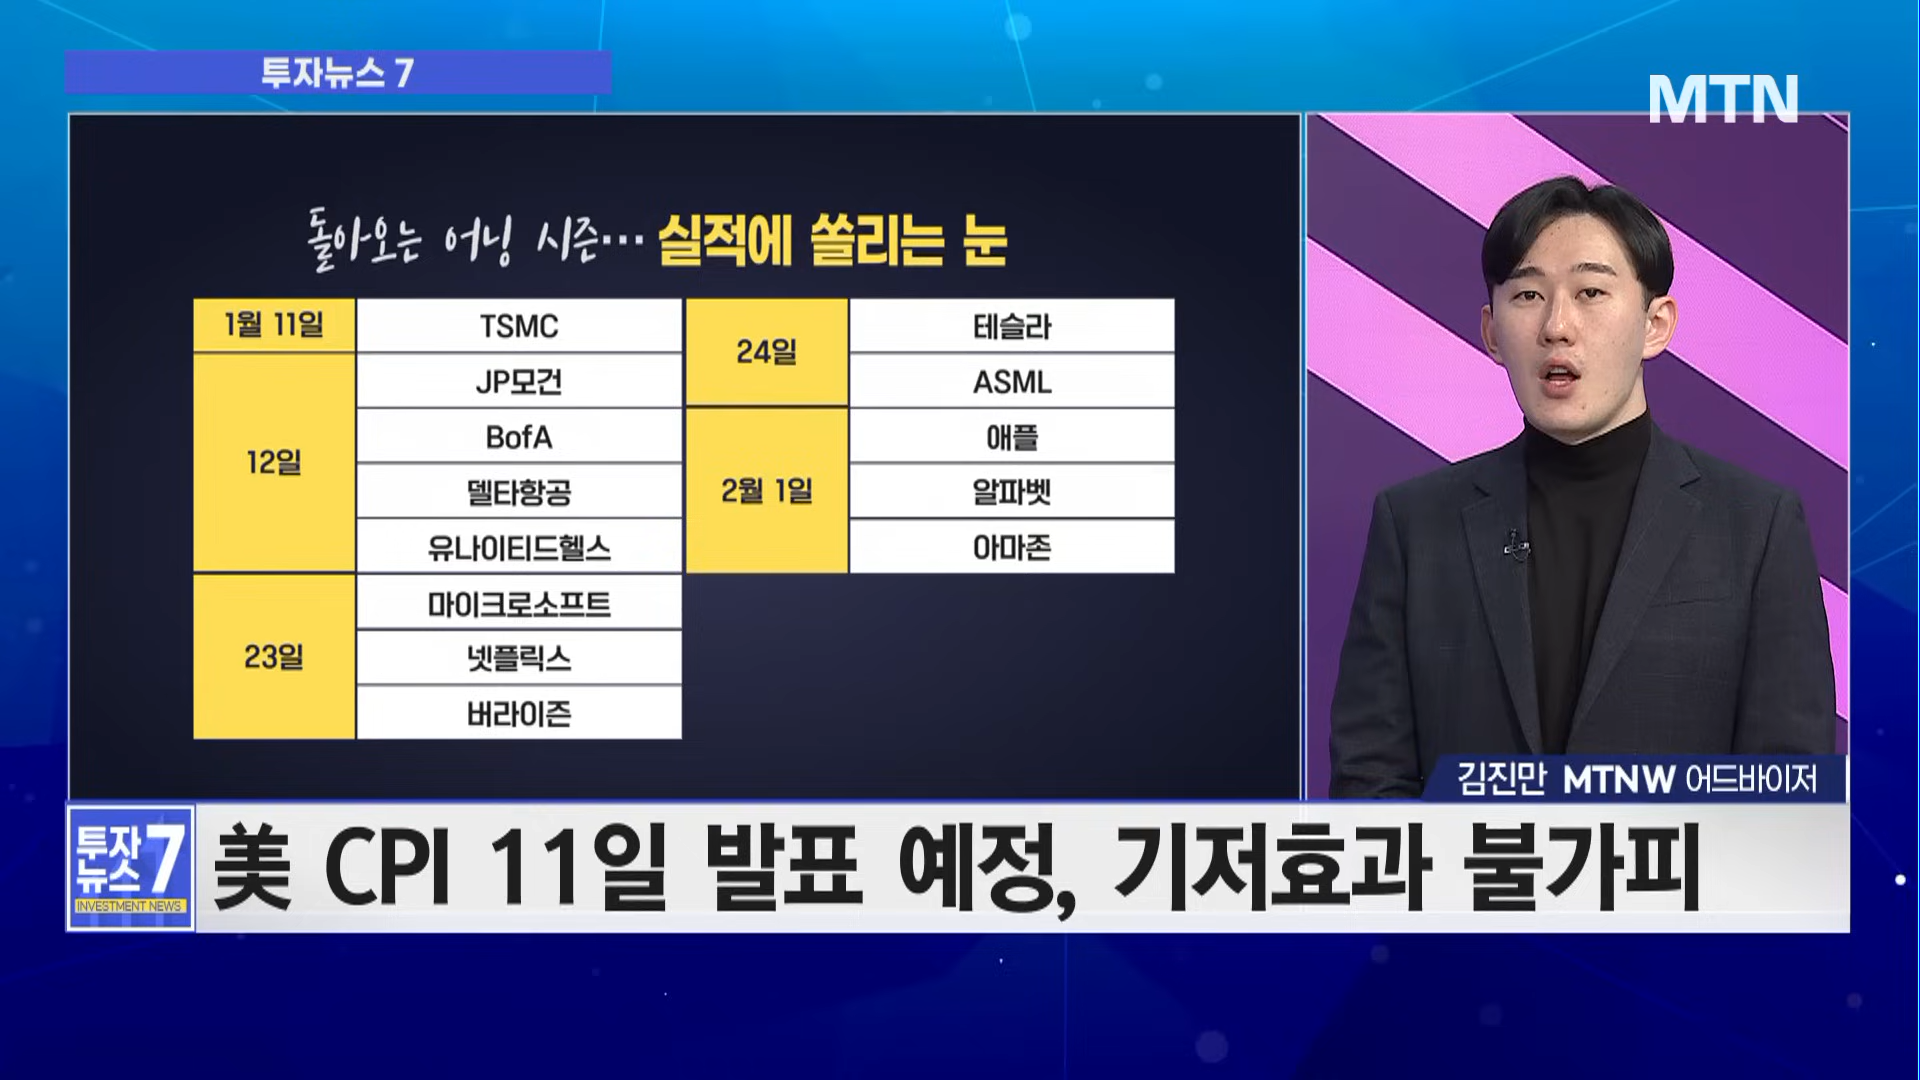 투자뉴스 7
MTN
돌아오는 어닝 시즌… 실적에 쏠리는 눈
1월 11일
TSMC
12일
JP모건
BofA
델타항공
유나이티드헬스
23일
마이크로소프트
넷플릭스
버라이즌
24일
테슬라
ASML
2월 1일
애플
알파벳
아마존
김진만 MTNW 어드바이저
투자
뉴스 7
INVESTMENT NEWS
美 CPI 11일 발표 예정, 기저효과 불가피